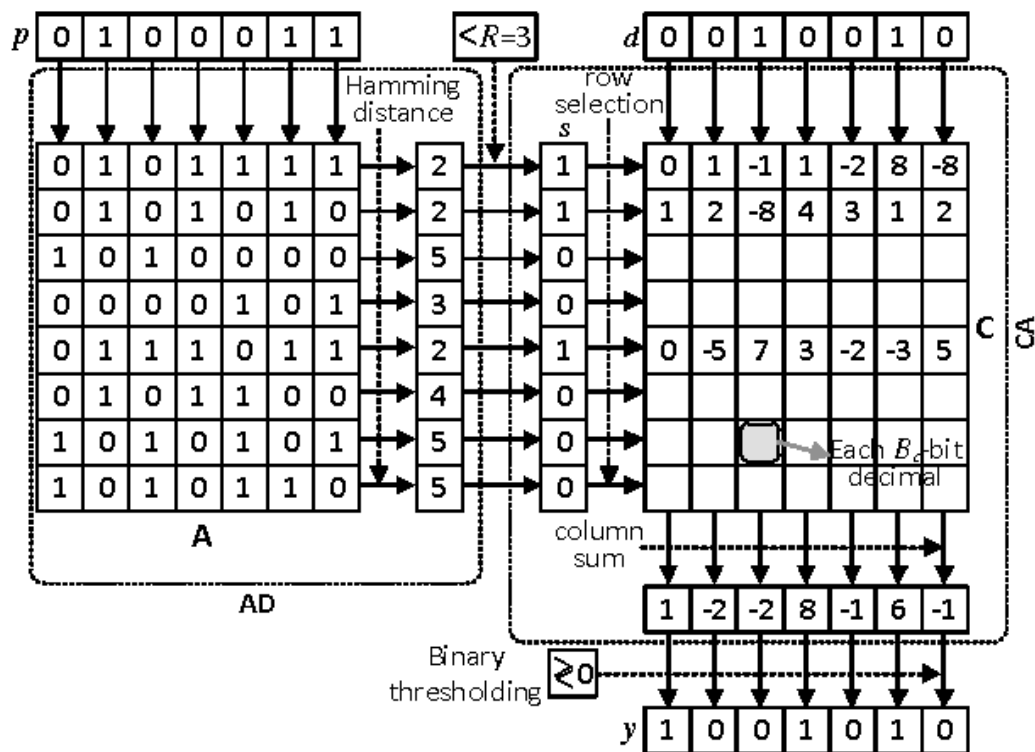 p 0 1 0 0 0 1 1 <R=3 d 0 0 1 0 0 1 0
Hamming distance
row selection
s
0 1 0 1 1 1 1 2 1 0 1 -1 1 -2 8 -8
0 1 0 1 0 1 0 2 1 1 2 -8 4 3 1 2
1 0 1 0 0 0 0 5 0
0 0 0 0 1 0 1 3 0
0 1 1 1 0 1 1 2 1 0 -5 7 3 -2 -3 5
0 1 0 1 1 0 0 4 0
1 0 1 0 1 0 1 5 0
1 0 1 0 1 1 0 5 0
C
CA
Each B_c-bit
decimal
A
AD
column
sum
1 -2 -2 8 -1 6 -1
Binary
thresholding
≷0
y 1 0 0 1 0 1 0